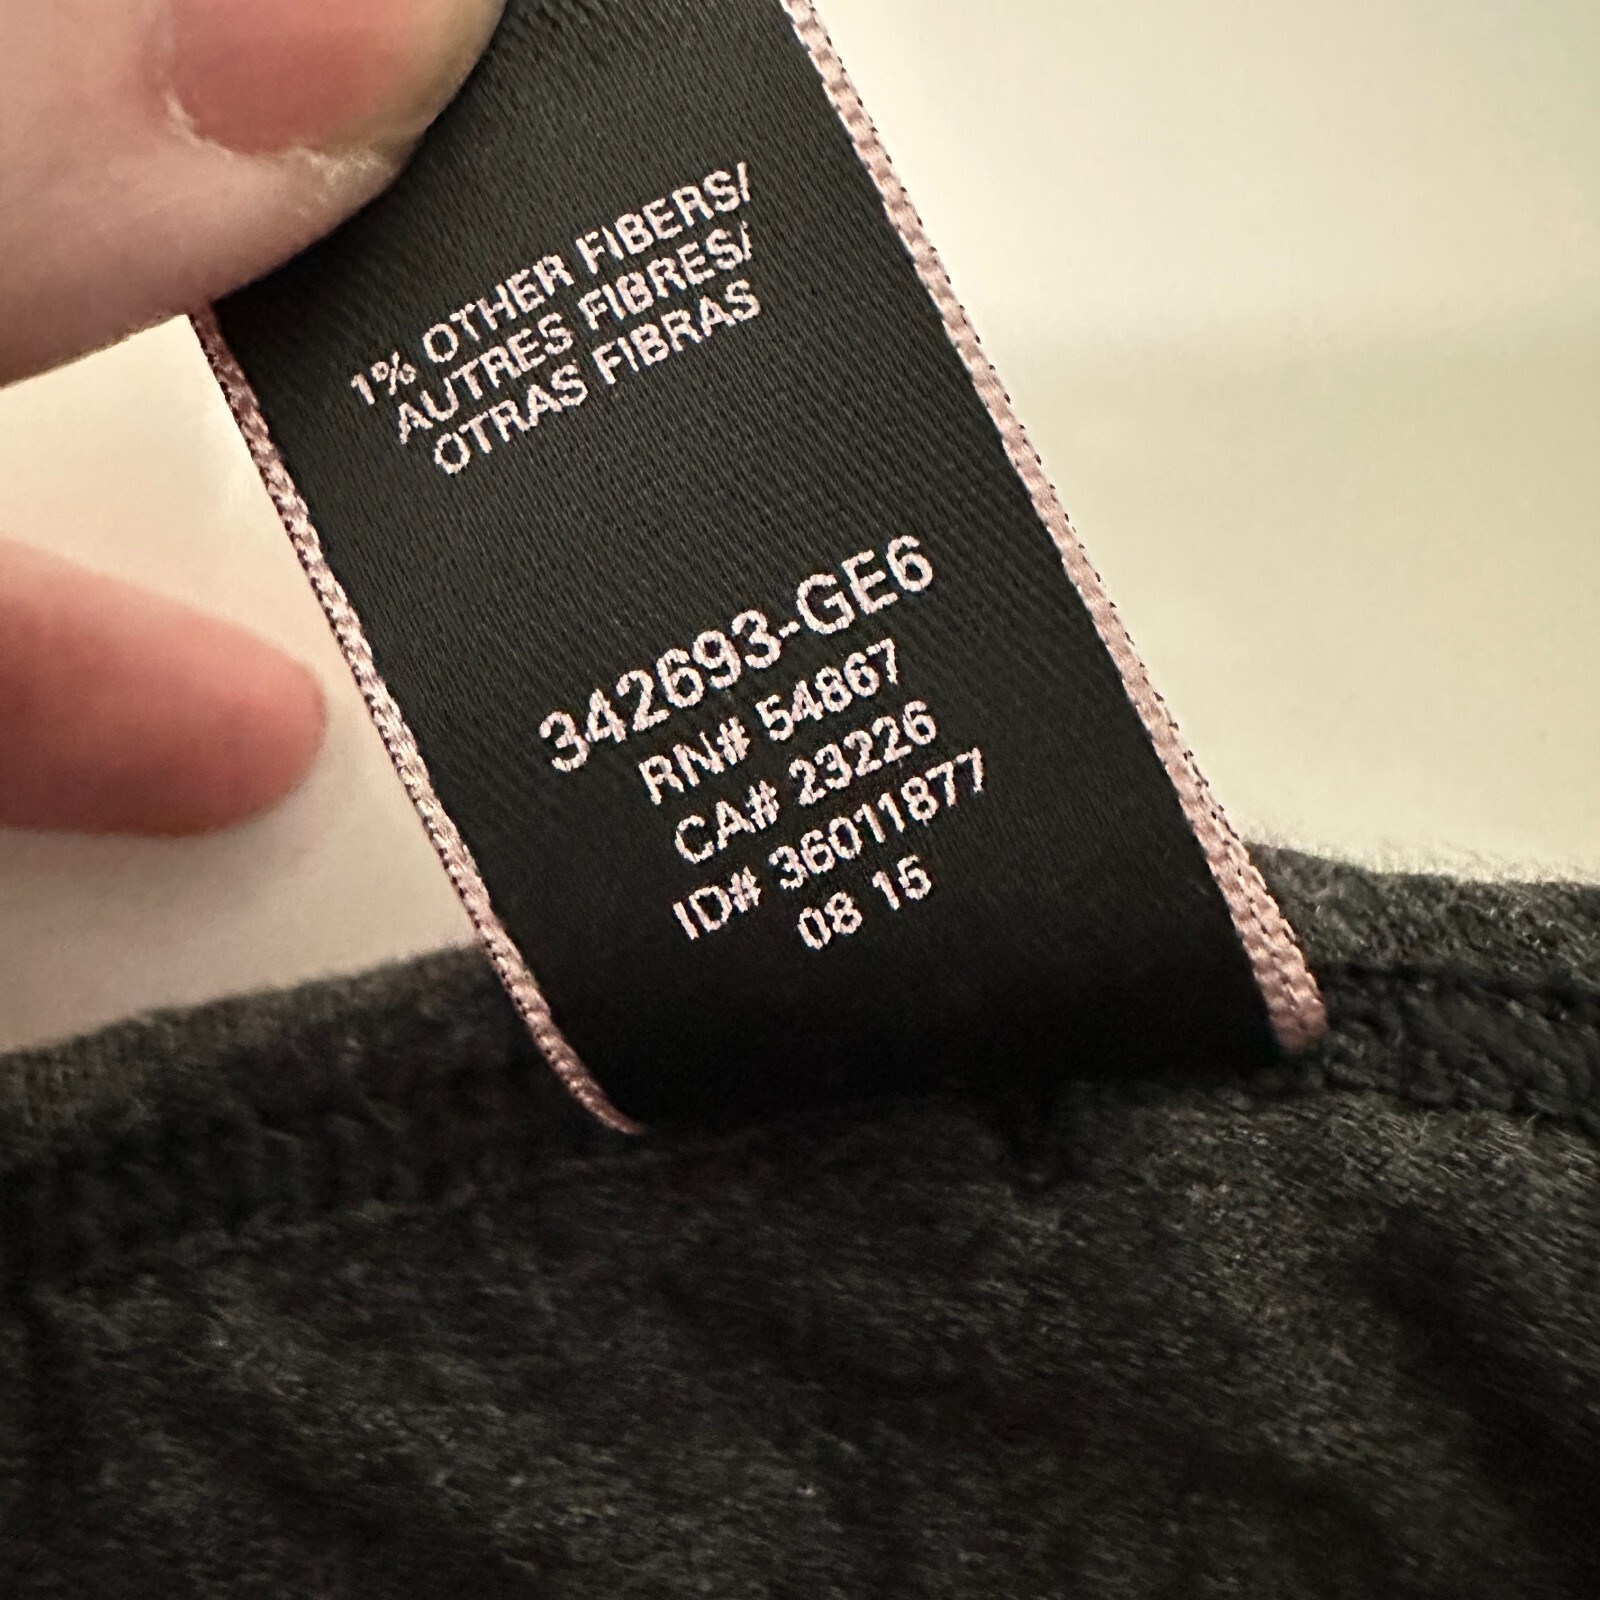 1% OTHER FIBERS/
AUTRES FIBRES/
OTRAS FIBRAS
342693-GE6
RN# 54867
CA# 23226
ID# 36011877
08 15